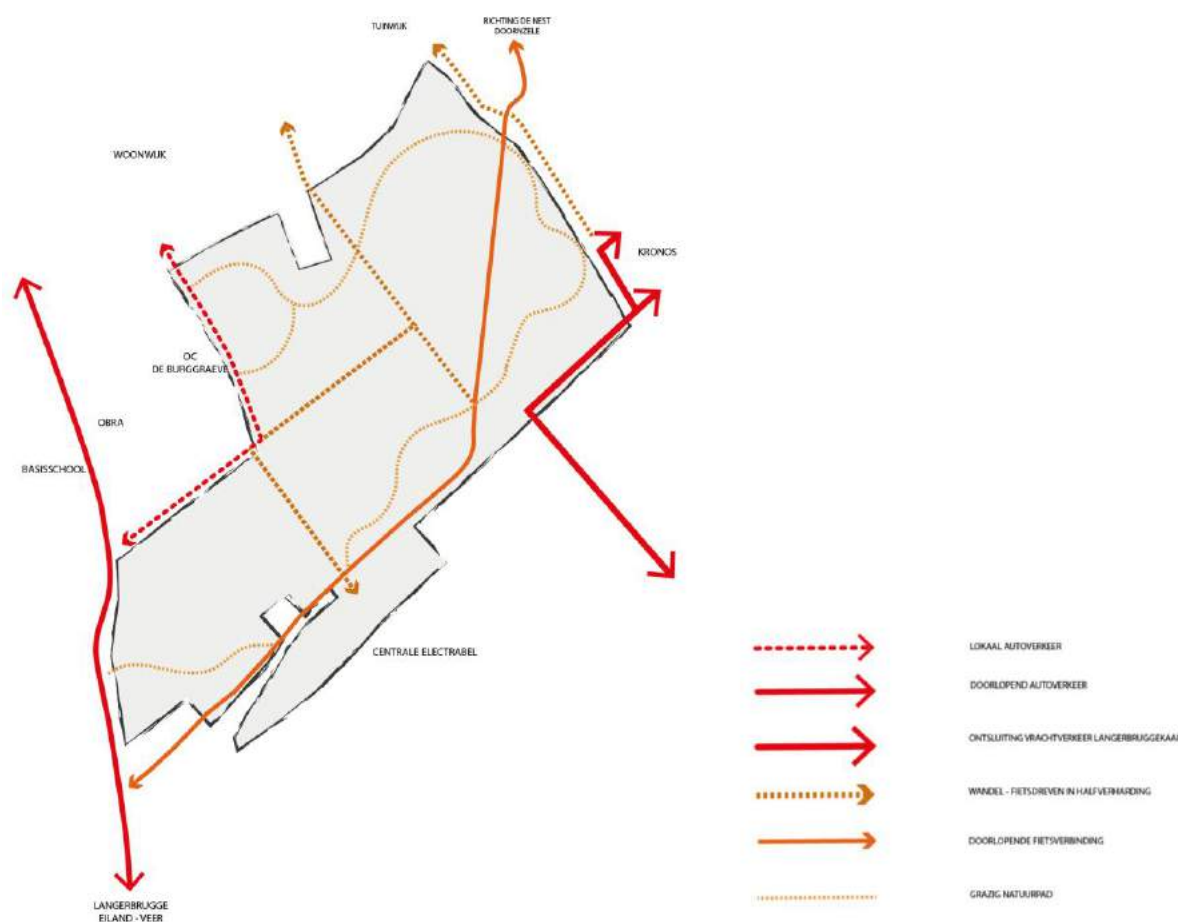 RICHTING DE NEST
DOORNZELE
TUINWIJK
WOONWIJK
KRONOS
OC
DE BURGGRAEVE
OBRA
BASISSCHOOL
CENTRALE ELECTRABEL
LANGERBRUGGE
EILAND - VEER
LOKAAL AUTOVERKEER
DOORLOPEND AUTOVERKEER
ONTSLUITING VRACHTVERKEER LANGERBRUGGEKAAI
WANDEL - FIETSDREVEN IN HALFVERHARDING
DOORLOPENDE FIETSVERBINDING
GRAZIG NATUURPAD